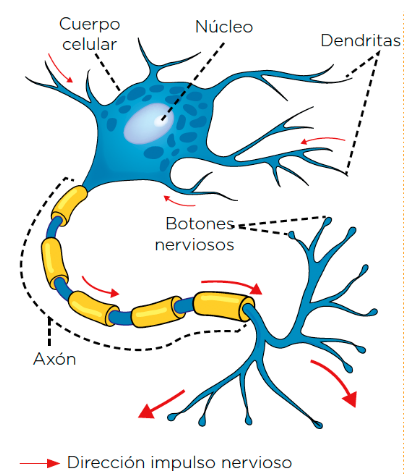 Cuerpo
celular
Núcleo
Dendritas
Botones
nerviosos
Axón
Dirección impulso nervioso